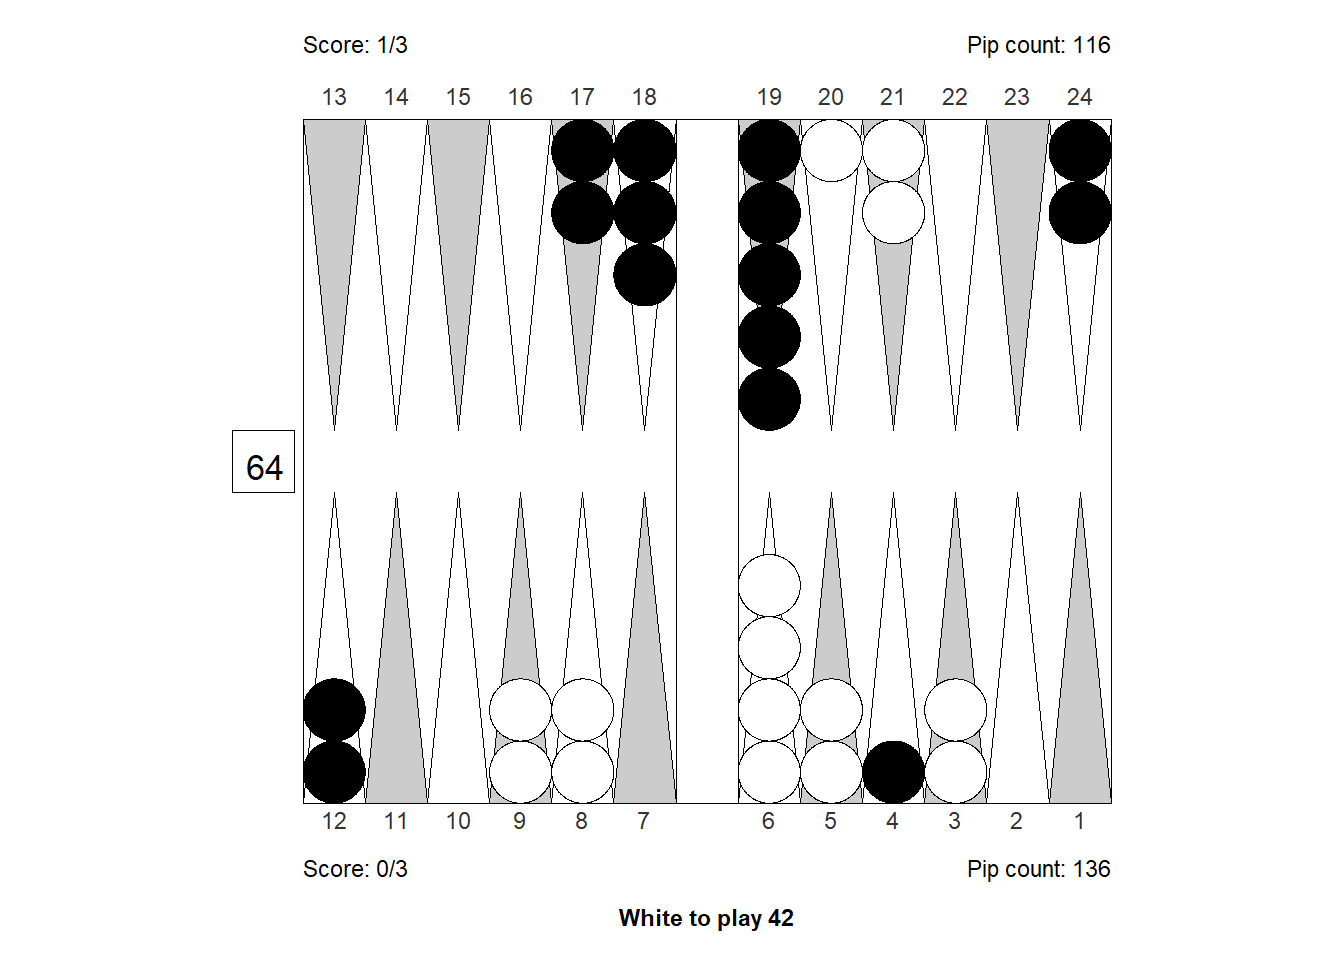 Score: 1/3 Pip count: 116
13 14 15 16 17 18 19 20 21 22 23 24
64
12 11 10 9 8 7 6 5 4 3 2 1
Score: 0/3 Pip count: 136
White to play 42